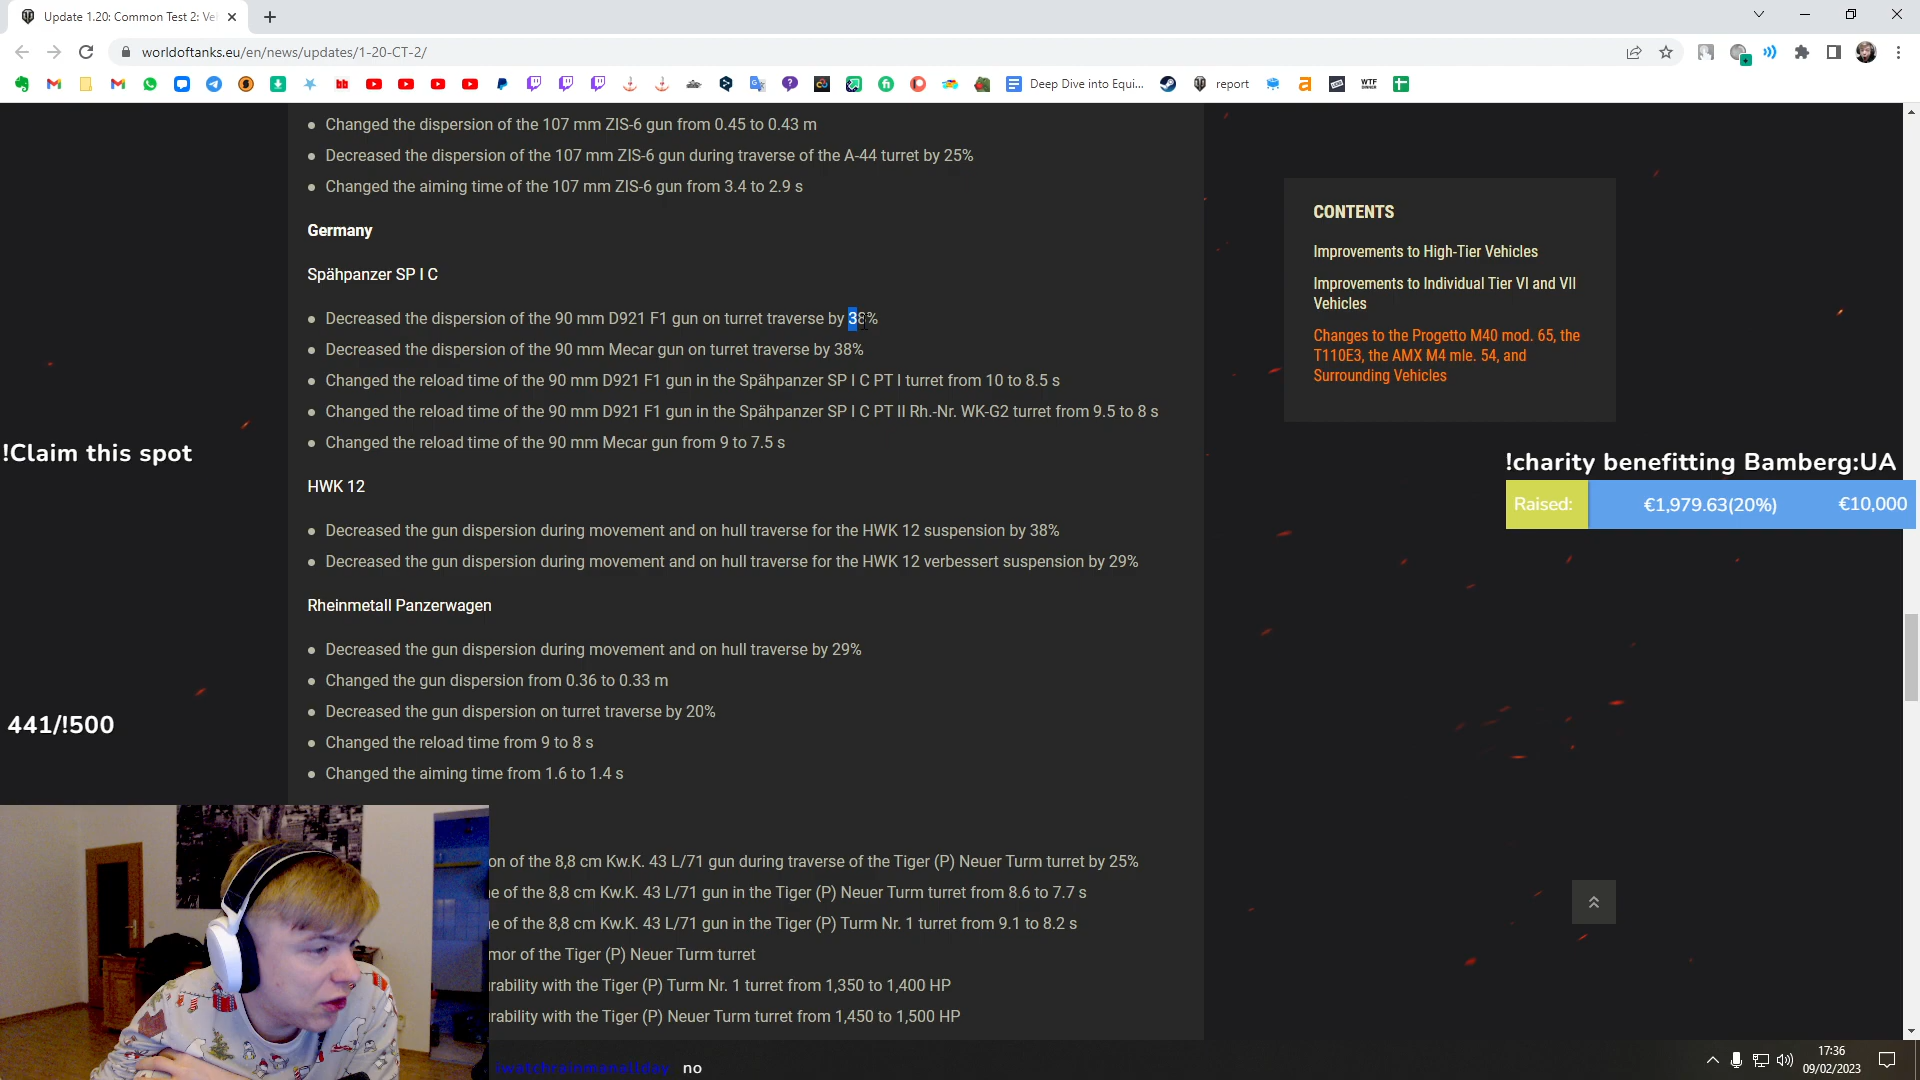 Update 1.20: Common Test 2: Ve
worldoftanks.eu/en/news/updates/1-20-CT-2/
Deep Dive into Equi...
report
Changed the dispersion of the 107 mm ZIS-6 gun from 0.45 to 0.43 m
Decreased the dispersion of the 107 mm ZIS-6 gun during traverse of the A-44 turret by 25%
Changed the aiming time of the 107 mm ZIS-6 gun from 3.4 to 2.9 s
Germany
Spähpanzer SP I C
Decreased the dispersion of the 90 mm D921 F1 gun on turret traverse by 38%
Decreased the dispersion of the 90 mm Mecar gun on turret traverse by 38%
Changed the reload time of the 90 mm D921 F1 gun in the Spähpanzer SP I C PT I turret from 10 to 8.5 s
Changed the reload time of the 90 mm D921 F1 gun in the Spähpanzer SP I C PT II Rh.-Nr. WK-G2 turret from 9.5 to 8 s
Changed the reload time of the 90 mm Mecar gun from 9 to 7.5 s
HWK 12
Decreased the gun dispersion during movement and on hull traverse for the HWK 12 suspension by 38%
Decreased the gun dispersion during movement and on hull traverse for the HWK 12 verbessert suspension by 29%
Rheinmetall Panzerwagen
Decreased the gun dispersion during movement and on hull traverse by 29%
Changed the gun dispersion from 0.36 to 0.33 m
Decreased the gun dispersion on turret traverse by 20%
Changed the reload time from 9 to 8 s
Changed the aiming time from 1.6 to 1.4 s
on of the 8,8 cm Kw.K. 43 L/71 gun during traverse of the Tiger (P) Neuer Turm turret by 25%
e of the 8,8 cm Kw.K. 43 L/71 gun in the Tiger (P) Neuer Turm turret from 8.6 to 7.7 s
e of the 8,8 cm Kw.K. 43 L/71 gun in the Tiger (P) Turm Nr. 1 turret from 9.1 to 8.2 s
mor of the Tiger (P) Neuer Turm turret
rability with the Tiger (P) Turm Nr. 1 turret from 1,350 to 1,400 HP
rability with the Tiger (P) Neuer Turm turret from 1,450 to 1,500 HP
CONTENTS
Improvements to High-Tier Vehicles
Improvements to Individual Tier VI and VII
Vehicles
Changes to the Progetto M40 mod. 65, the
T110E3, the AMX M4 mle. 54, and
Surrounding Vehicles
!Claim this spot
441/!500
!charity benefitting Bamberg:UA
Raised: €1,979.63(20%) €10,000
iwatchrainmanallday no
17:36
09/02/2023